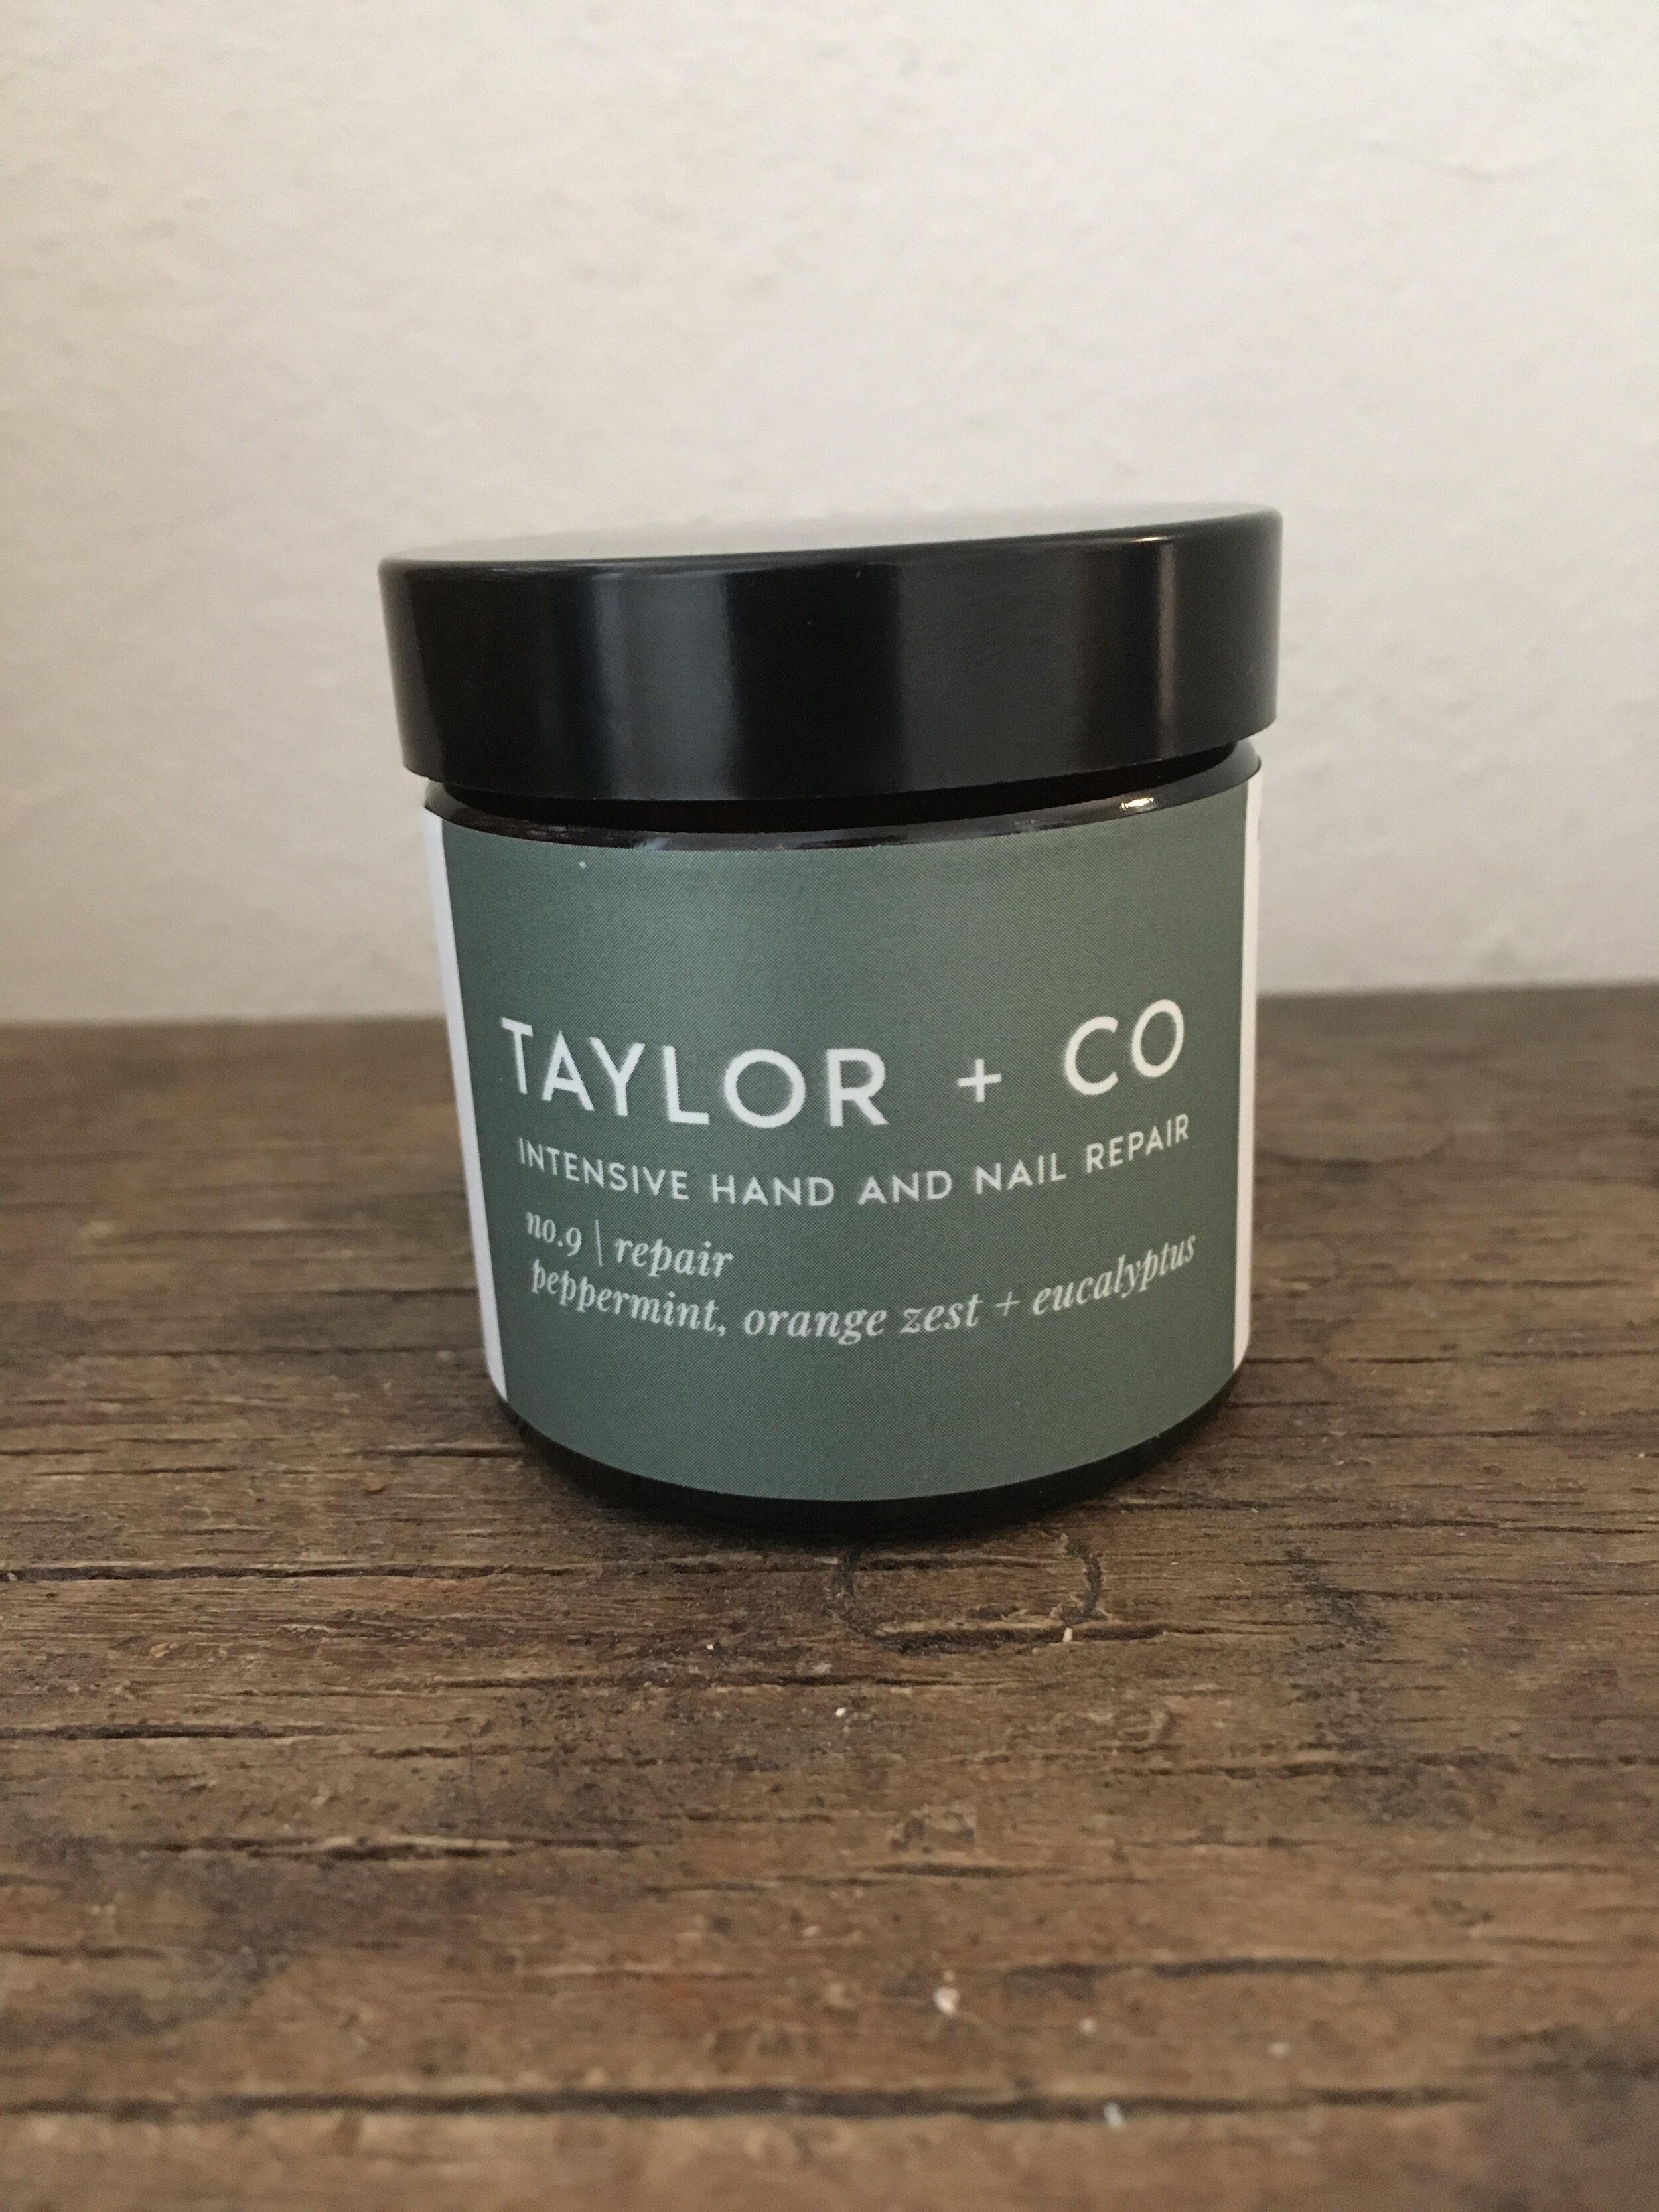 TAYLOR + CO
INTENSIVE HAND AND NAIL REPAIR
no.9 | repair
peppermint, orange zest + eucalyptus